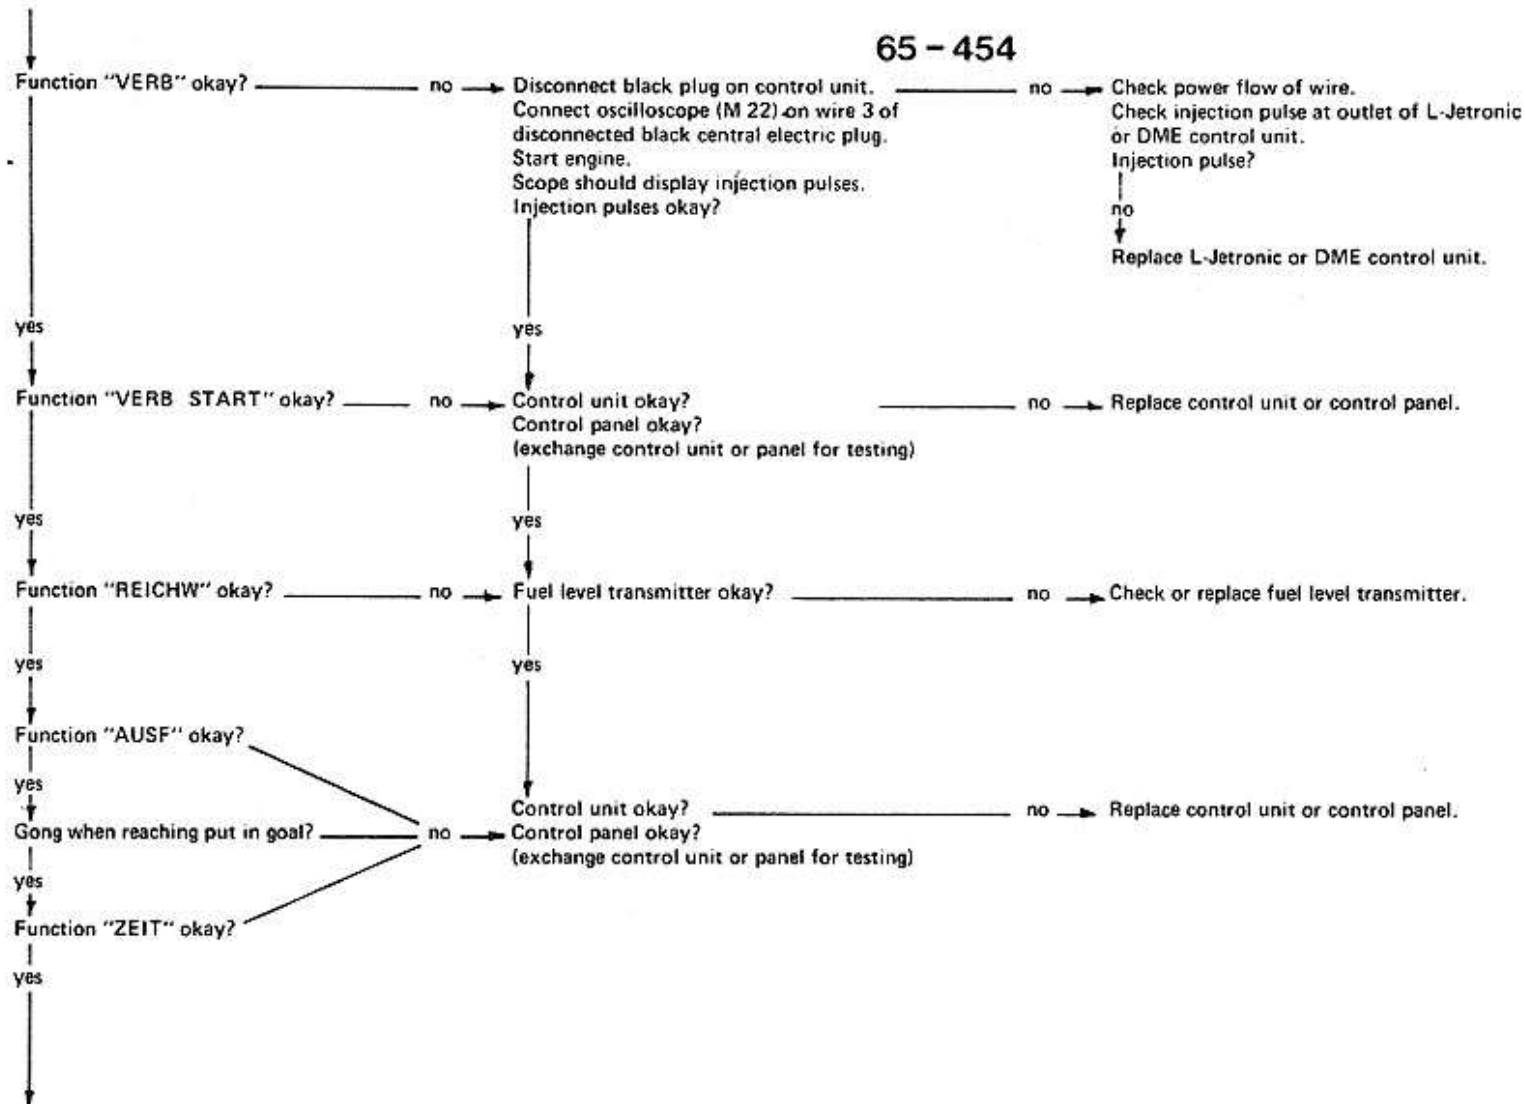 65 – 454
Function "VERB" okay? no Disconnect black plug on control unit. no Check power flow of wire.
Connect oscilloscope (M 22) on wire 3 of Check injection pulse at outlet of L-Jetronic
disconnected black central electric plug. or DME control unit.
Start engine. Injection pulse?
Scope should display injection pulses.
Injection pulses okay? no
Replace L-Jetronic or DME control unit.
yes yes
Function "VERB START" okay? no Control unit okay? no Replace control unit or control panel.
Control panel okay?
(exchange control unit or panel for testing)
yes yes
Function "REICHW" okay? no Fuel level transmitter okay? no Check or replace fuel level transmitter.
yes yes
Function "AUSF" okay?
yes
Control unit okay? no Replace control unit or control panel.
Gong when reaching put in goal? no Control panel okay?
(exchange control unit or panel for testing)
yes
Function "ZEIT" okay?
yes